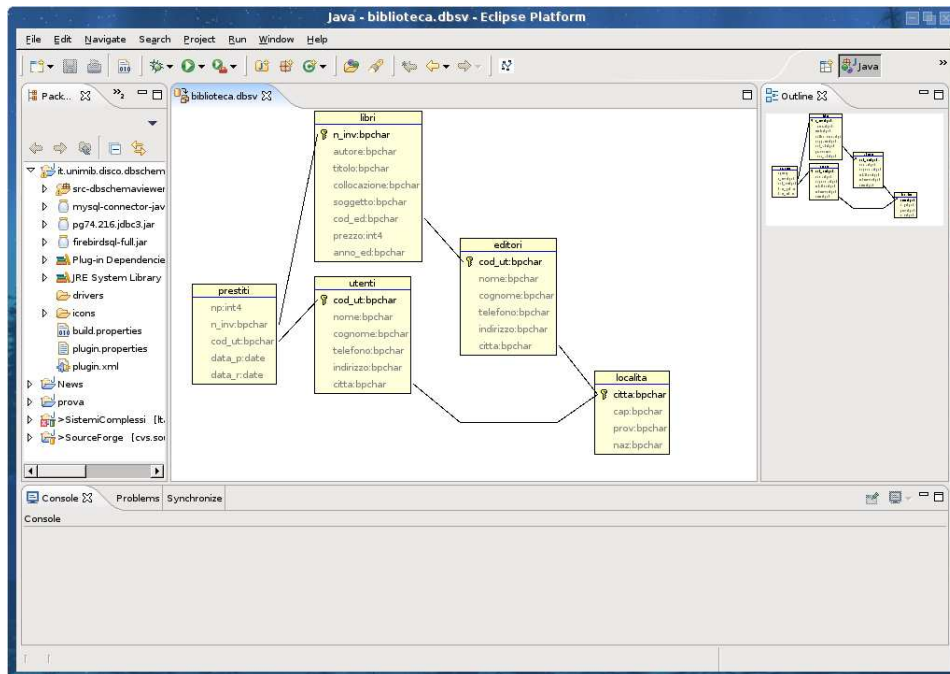 Java - biblioteca.dbsv - Eclipse Platform
File Edit Navigate Search Project Run Window Help
Java »
Pack... »2
it.unimib.disco.dbschem
src-dbschemaviewer
mysql-connector-jav
pg74.216.jdbc3.jar
firebirdsql-full.jar
Plug-in Dependencie
JRE System Library
drivers
icons
build.properties
plugin.properties
plugin.xml
News
prova
>SistemiComplessi [lt.
>SourceForge [cvs.sou
biblioteca.dbsv
libri
n_inv:bpchar
autore:bpchar
titolo:bpchar
collocazione:bpchar
soggetto:bpchar
cod_ed:bpchar
prezzo:int4
anno_ed:bpchar
prestiti
np:int4
n_inv:bpchar
cod_ut:bpchar
data_p:date
data_r:date
utenti
cod_ut:bpchar
nome:bpchar
cognome:bpchar
telefono:bpchar
indirizzo:bpchar
citta:bpchar
editori
cod_ut:bpchar
nome:bpchar
cognome:bpchar
telefono:bpchar
indirizzo:bpchar
citta:bpchar
localita
citta:bpchar
cap:bpchar
prov:bpchar
naz:bpchar
Outline
Console Problems Synchronize
Console